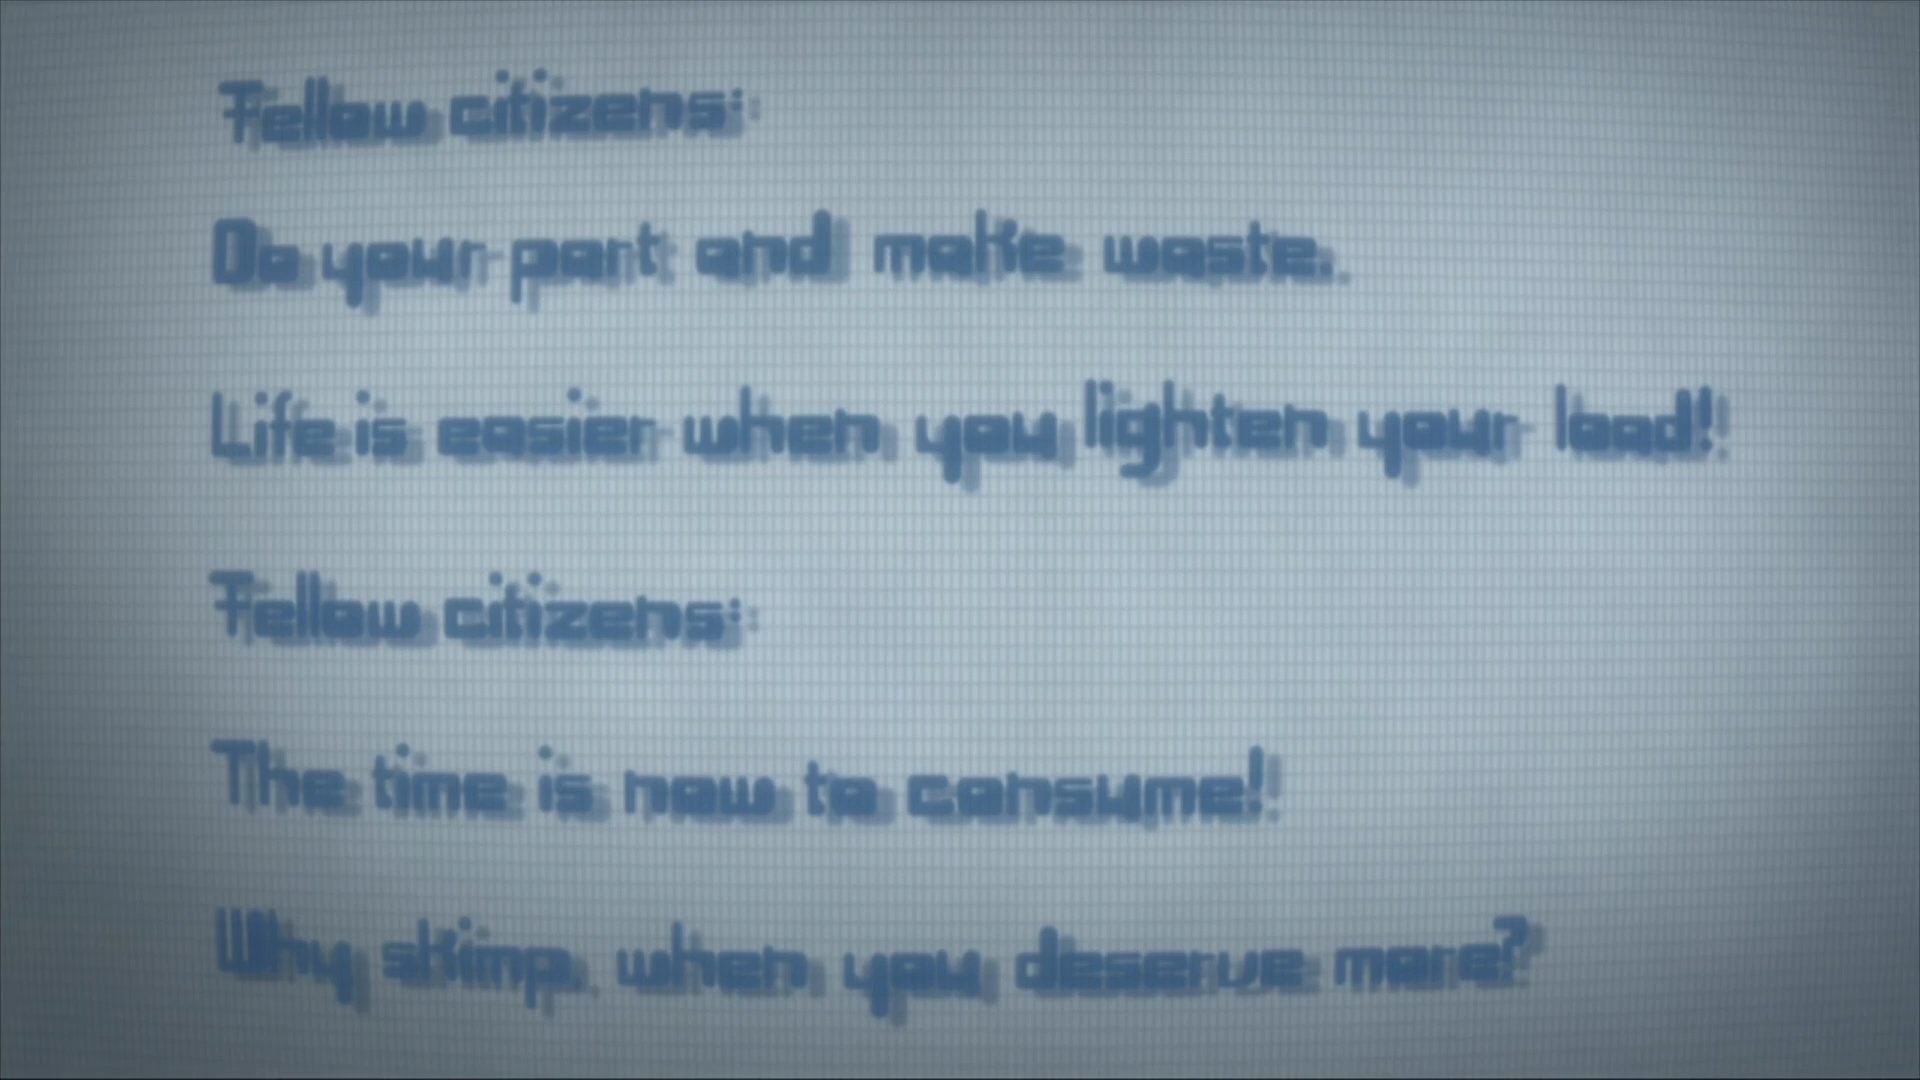 Fellow citizens:
Do your part and make waste.
Life is easier when you lighten your load!
Fellow citizens:
The time is now to consume!
Why skimp, when you deserve more?